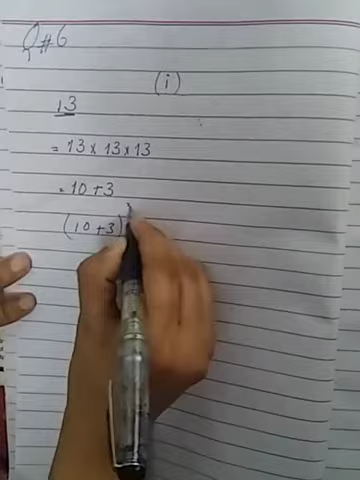 Q#6
(i)
13
= 13 × 13 × 13
= 10 + 3
(10 + 3)